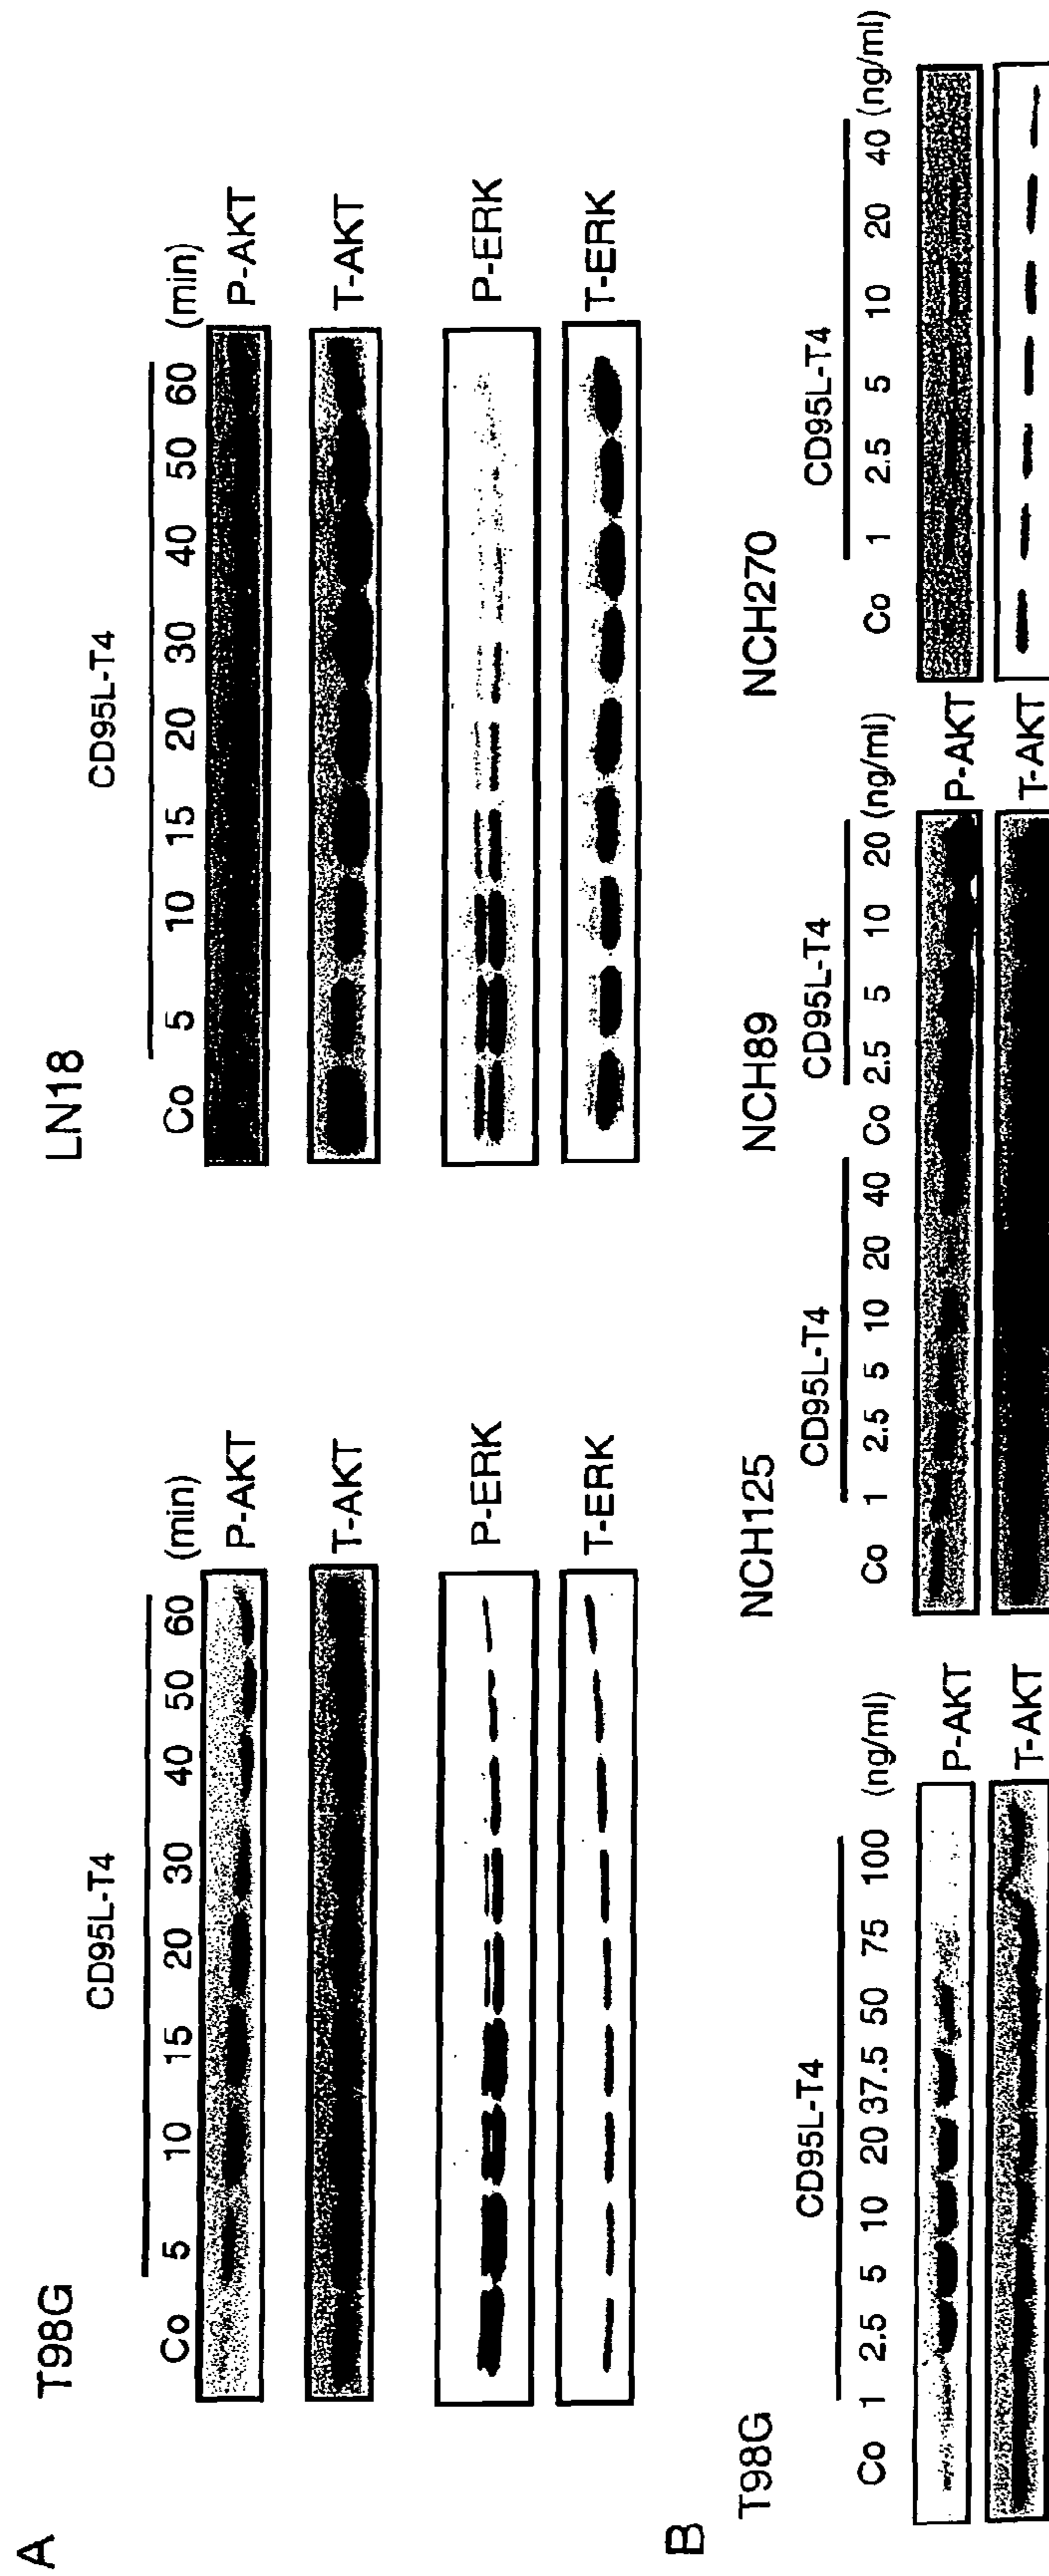 A
T98G
CD95L-T4
Co 5 10 15 20 30 40 50 60 (min)
P-AKT
T-AKT
P-ERK
T-ERK
LN18
CD95L-T4
Co 5 10 15 20 30 40 50 60 (min)
P-AKT
T-AKT
P-ERK
T-ERK
B
T98G
CD95L-T4
Co 1 2.5 5 10 20 37.5 50 75 100 (ng/ml)
P-AKT
T-AKT
NCH125
CD95L-T4
Co 1 2.5 5 10 20 40
NCH89
CD95L-T4
Co 2.5 5 10 20 (ng/ml)
P-AKT
T-AKT
NCH270
CD95L-T4
Co 1 2.5 5 10 20 40 (ng/ml)